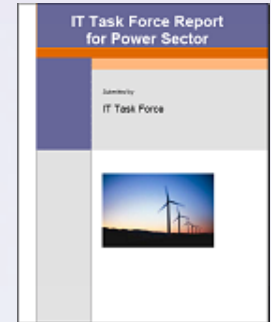 IT Task Force Report
for Power Sector
Submitted by
IT Task Force